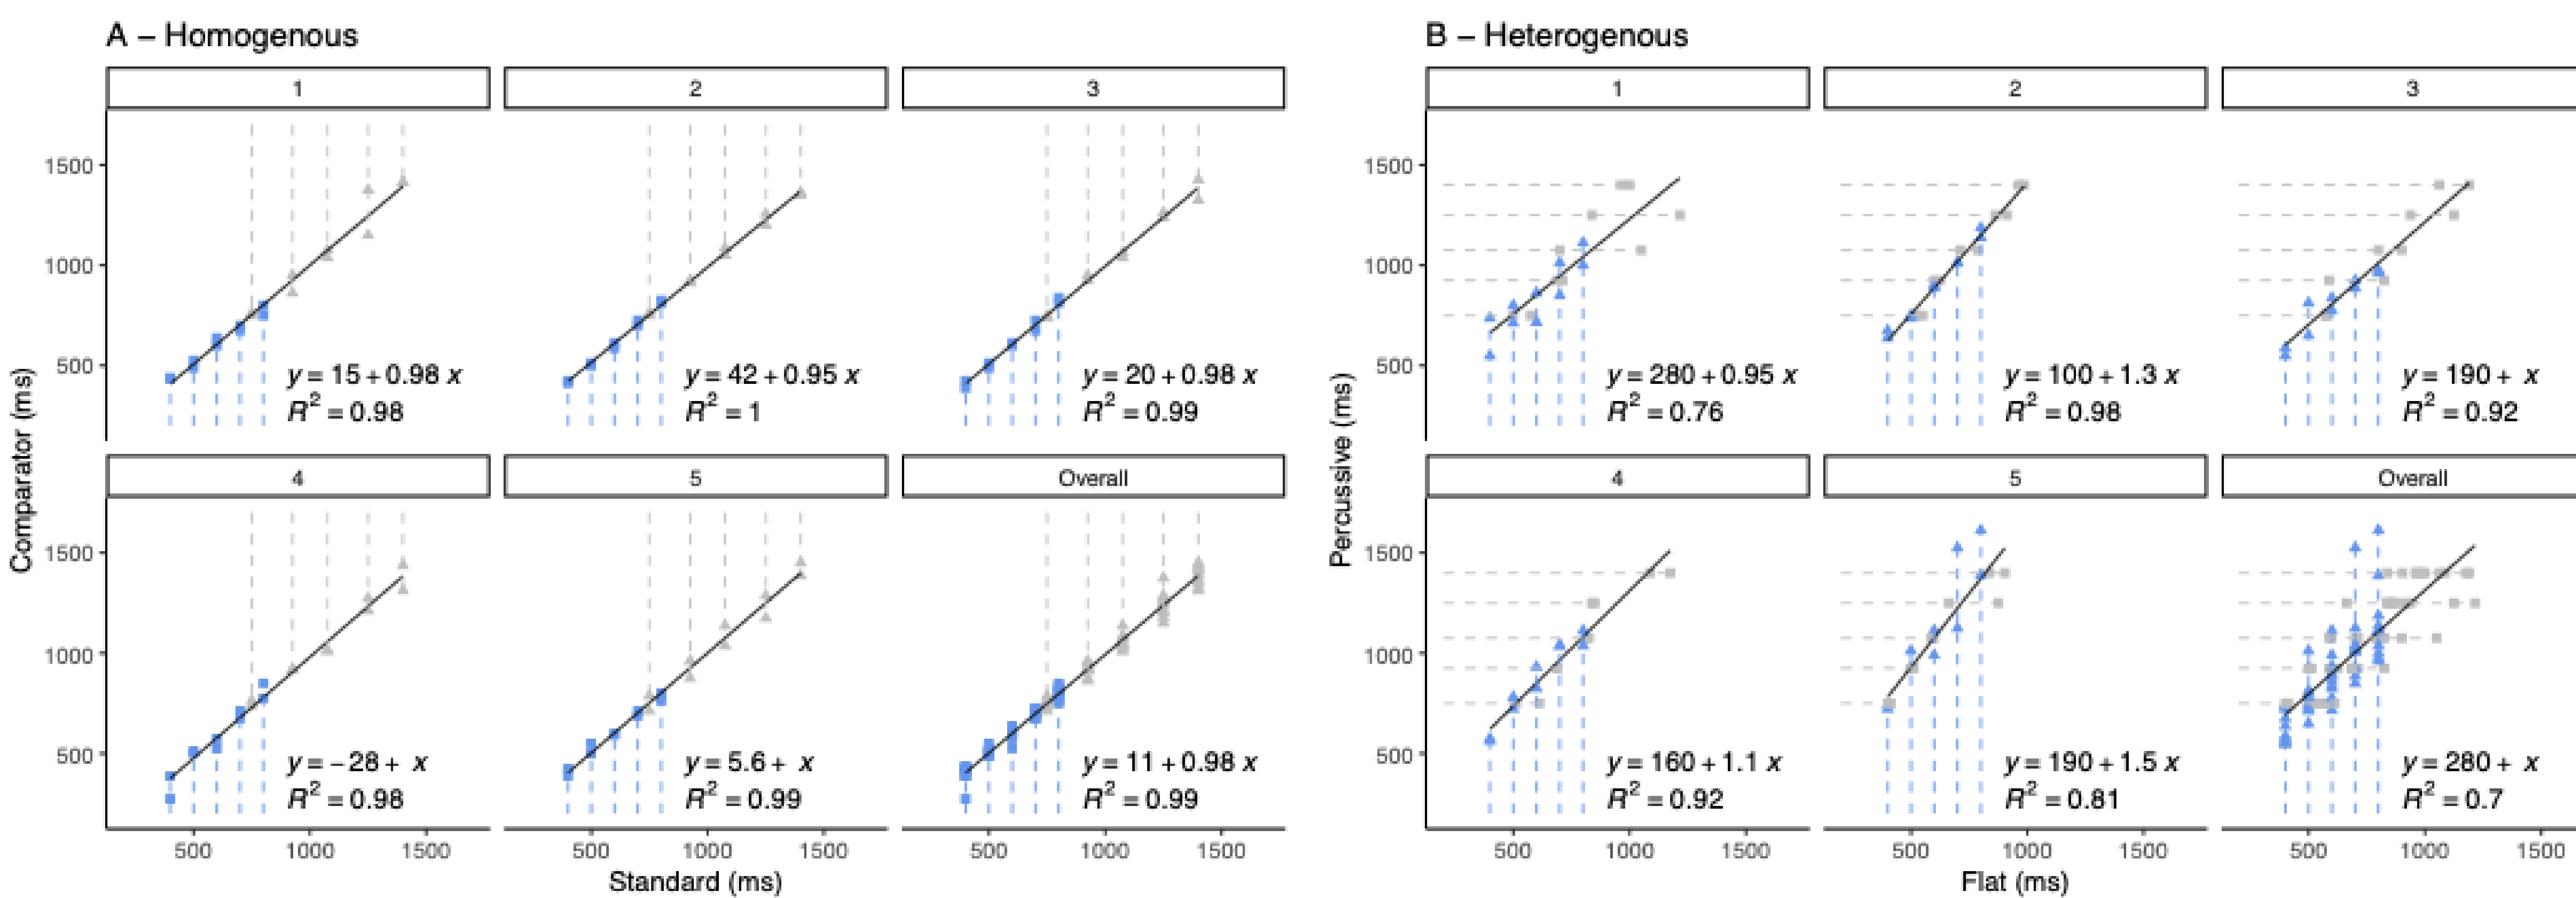 A – Homogenous
B – Heterogenous
1
2
3
1
2
3
1500
1000
500
y = 15 + 0.98 x
R² = 0.98
y = 42 + 0.95 x
R² = 1
y = 20 + 0.98 x
R² = 0.99
1500
1000
500
y = 280 + 0.95 x
R² = 0.76
y = 100 + 1.3 x
R² = 0.98
y = 190 + x
R² = 0.92
Comparator (ms)
Percussive (ms)
4
5
Overall
4
5
Overall
1500
1000
500
y = −28 + x
R² = 0.98
y = 5.6 + x
R² = 0.99
y = 11 + 0.98 x
R² = 0.99
1500
1000
500
y = 160 + 1.1 x
R² = 0.92
y = 190 + 1.5 x
R² = 0.81
y = 280 + x
R² = 0.7
500 1000 1500
500 1000 1500
500 1000 1500
500 1000 1500
500 1000 1500
500 1000 1500
Standard (ms)
Flat (ms)